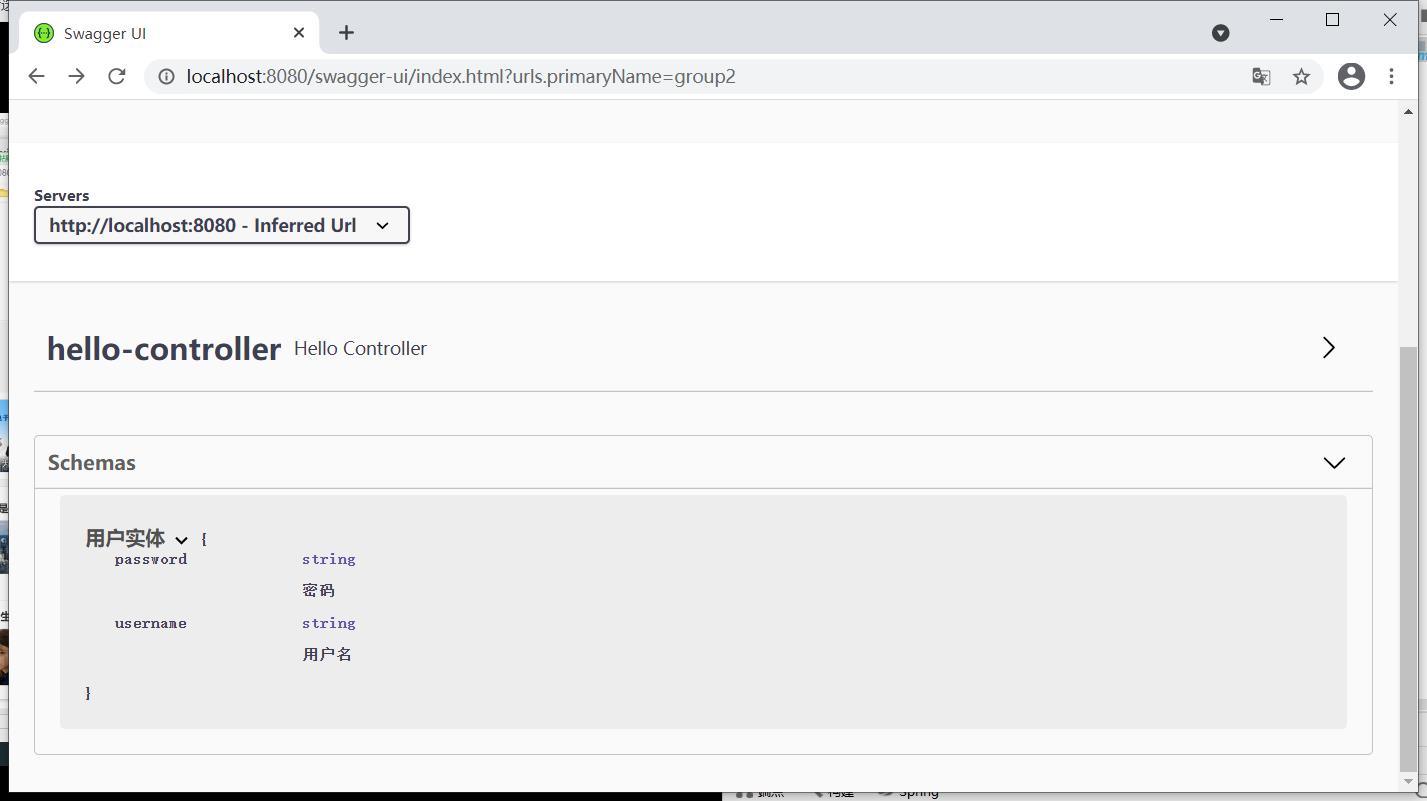 Swagger UI
localhost:8080/swagger-ui/index.html?urls.primaryName=group2
Servers
http://localhost:8080 - Inferred Url
hello-controller Hello Controller
Schemas
用户实体 {
password string
密码
username string
用户名
}